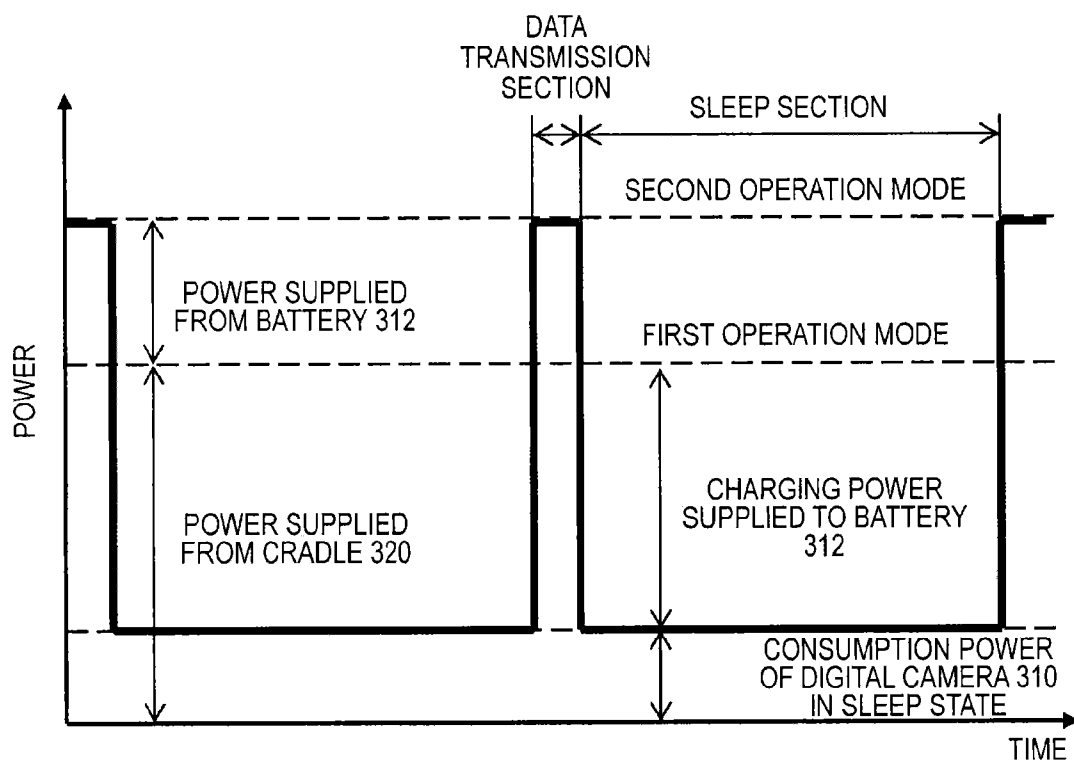 DATA
TRANSMISSION
SECTION
SLEEP SECTION
SECOND OPERATION MODE
POWER SUPPLIED
FROM BATTERY 312
FIRST OPERATION MODE
POWER
POWER SUPPLIED
FROM CRADLE 320
CHARGING POWER
SUPPLIED TO BATTERY
312
CONSUMPTION POWER
OF DIGITAL CAMERA 310
IN SLEEP STATE
TIME